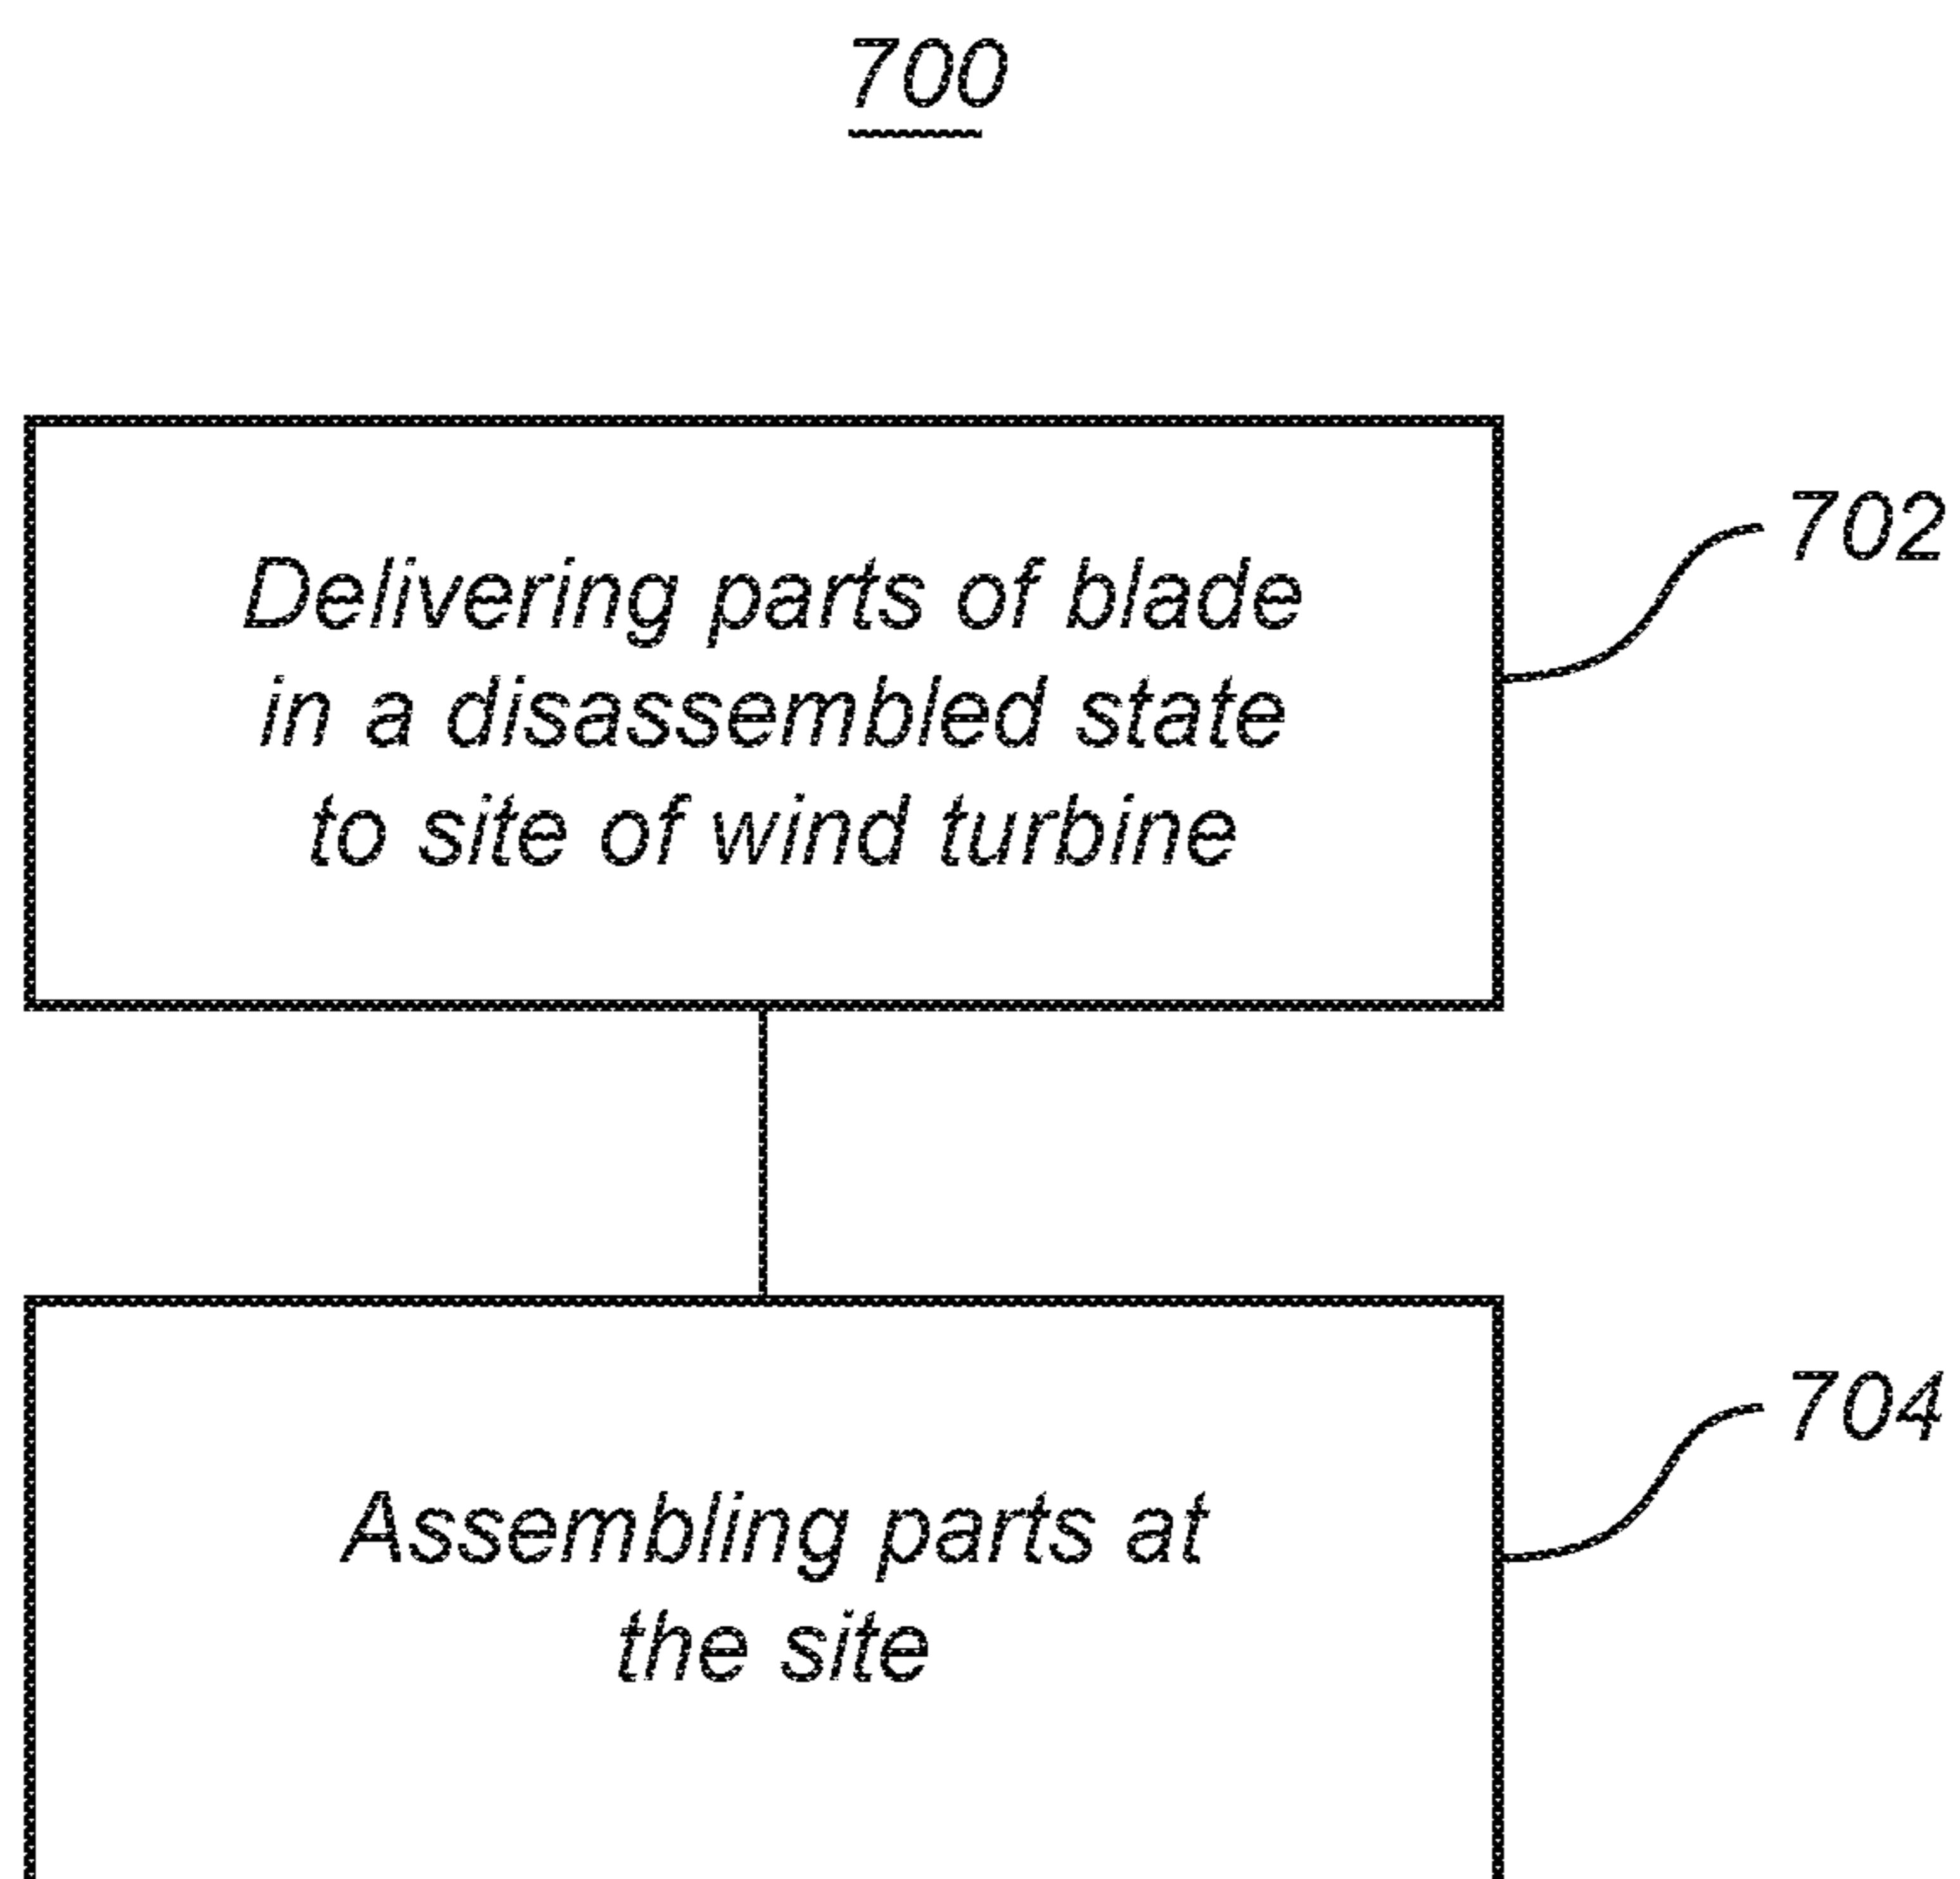 700
Delivering parts of blade
in a disassembled state
to site of wind turbine
702
Assembling parts at
the site
704